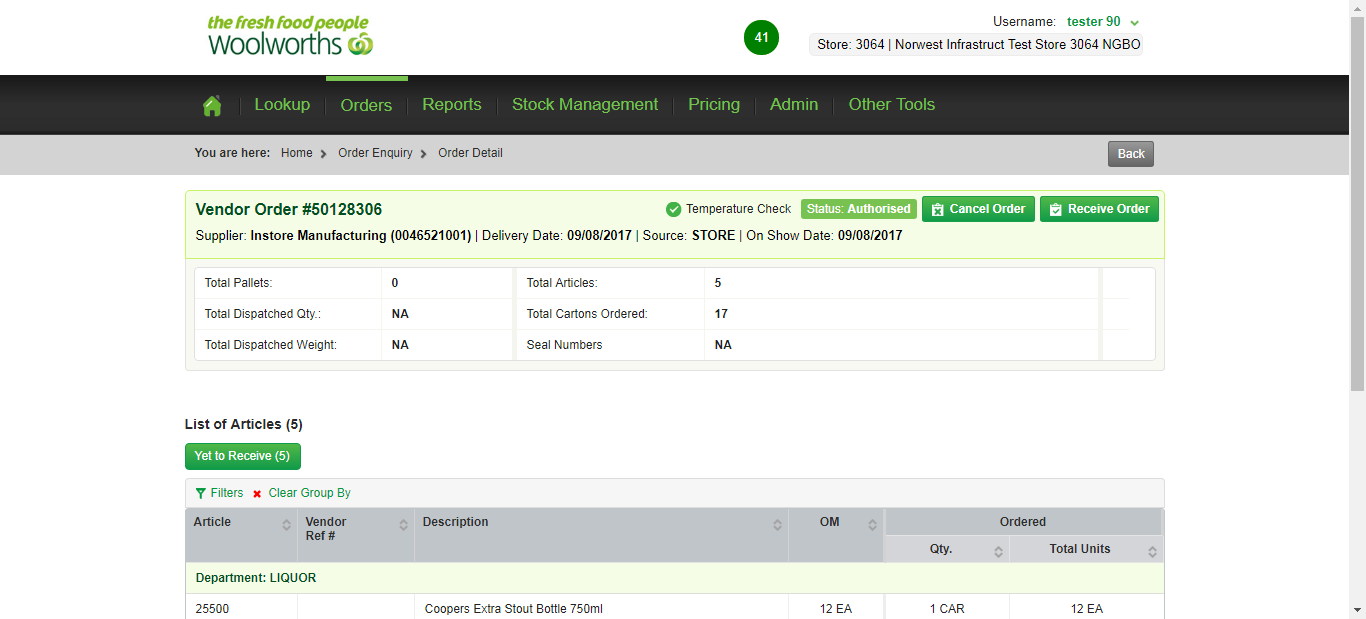 the fresh food people
Woolworths
41
Username: tester 90
Store: 3064 | Norwest Infrastruct Test Store 3064 NGBO
Lookup Orders Reports Stock Management Pricing Admin Other Tools
You are here: Home Order Enquiry Order Detail Back
Vendor Order #50128306 Temperature Check Status: Authorised Cancel Order Receive Order
Supplier: Instore Manufacturing (0046521001) | Delivery Date: 09/08/2017 | Source: STORE | On Show Date: 09/08/2017
Total Pallets: 0 Total Articles: 5
Total Dispatched Qty.: NA Total Cartons Ordered: 17
Total Dispatched Weight: NA Seal Numbers NA
List of Articles (5)
Yet to Receive (5)
Filters Clear Group By
Article Vendor Ref # Description OM Ordered
Qty. Total Units
Department: LIQUOR
25500 Coopers Extra Stout Bottle 750ml 12 EA 1 CAR 12 EA